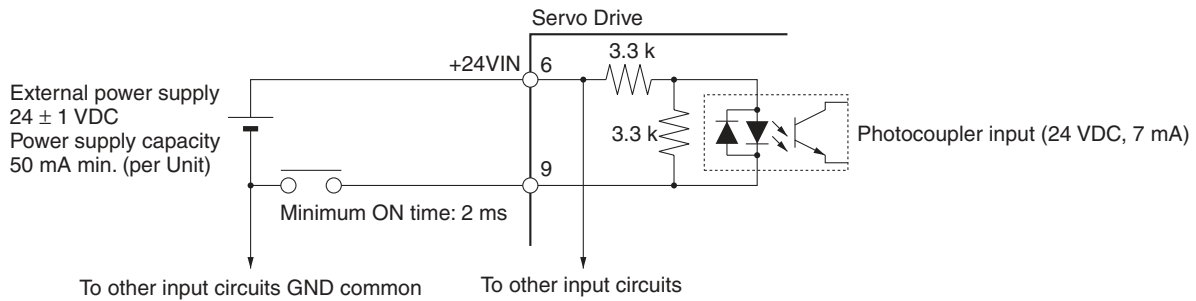 Servo Drive
3.3 k
+24VIN
6
External power supply
24 ± 1 VDC
Power supply capacity
50 mA min. (per Unit)
3.3 k
Photocoupler input (24 VDC, 7 mA)
9
Minimum ON time: 2 ms
To other input circuits GND common
To other input circuits